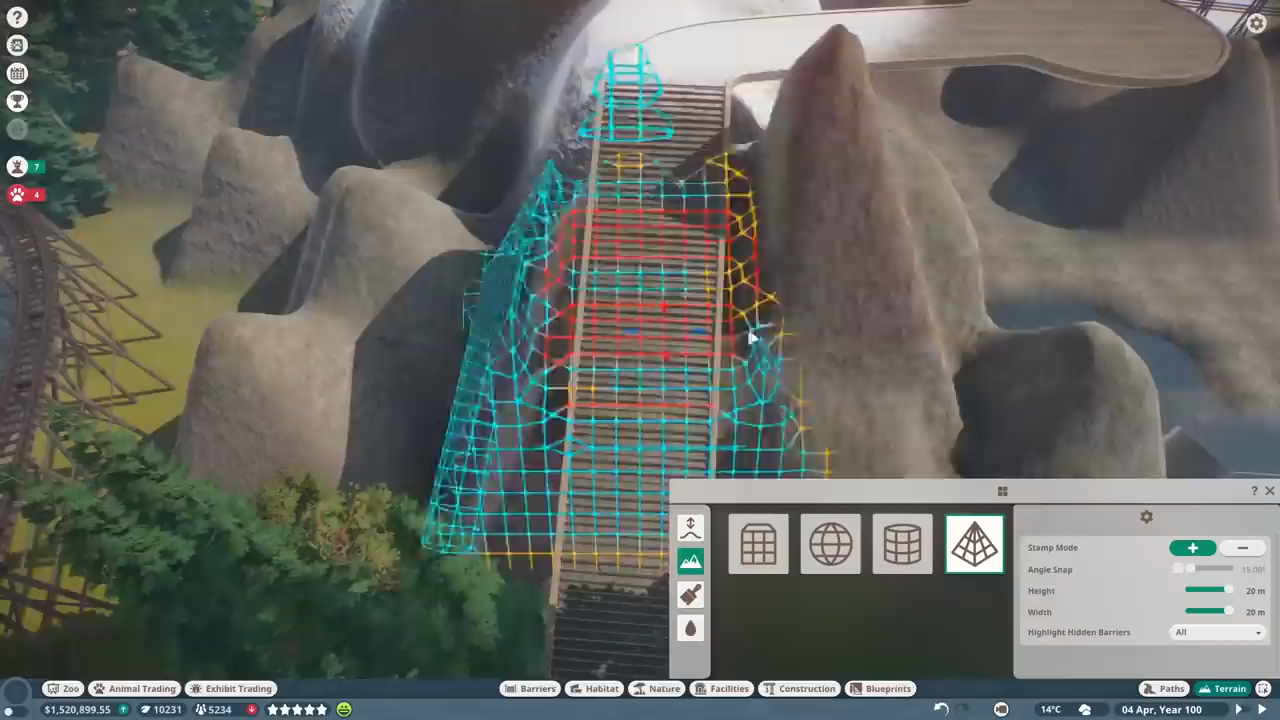 7
4
?
Stamp Mode
Angle Snap 15.00°
Height 20 m
Width 20 m
Highlight Hidden Barriers All
Zoo Animal Trading Exhibit Trading Barriers Habitat Nature Facilities Construction Blueprints Paths Terrain
$1,520,899.55 10231 5234 14°C 04 Apr, Year 100